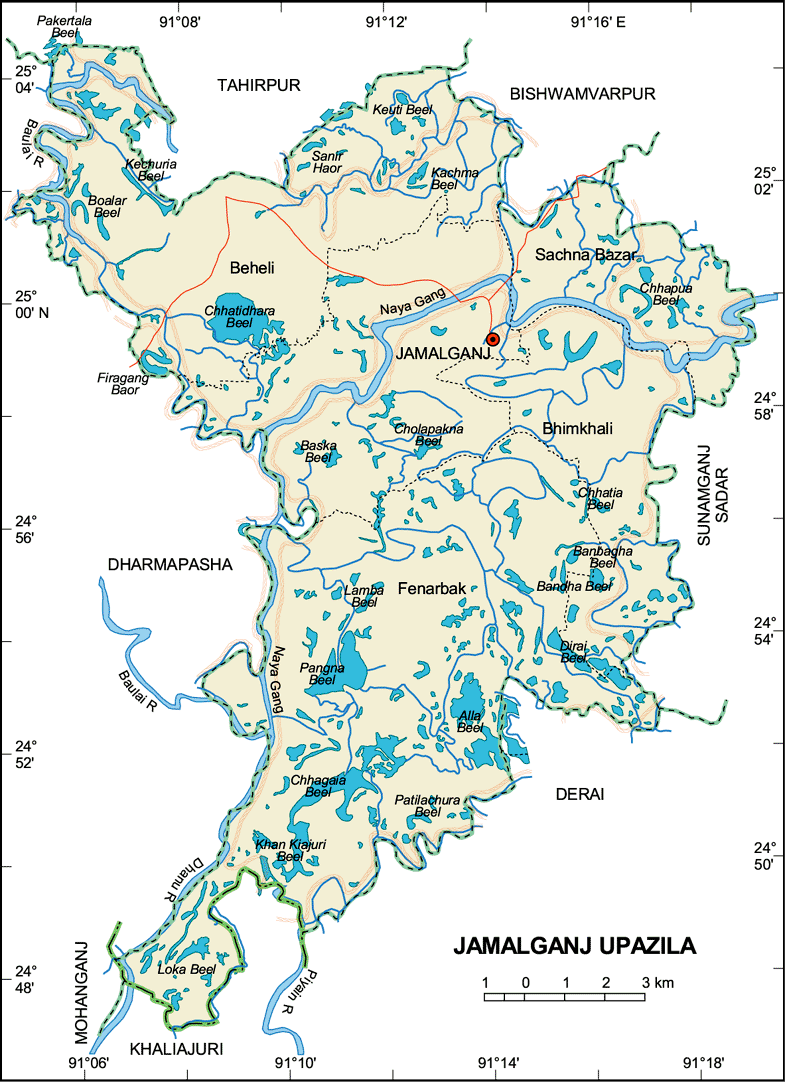 Pakertala
Beel
91°08'
91°12'
91°16' E
25°
04'
TAHIRPUR
BISHWAMVARPUR
Keuti Beel
Baulai R
Kechuria
Beel
Sanir
Haor
Kachma
Beel
25°
02'
Boalar
Beel
Sachna Bazar
Beheli
Chhapua
Beel
25°
00' N
Naya Gang
Chhatidhara
Beel
JAMALGANJ
Firagang
Baor
24°
58'
Cholapakna
Beel
Bhimkhali
Baska
Beel
SUNAMGANJ
SADAR
Chhatia
Beel
24°
56'
Banbagha
Beel
DHARMAPASHA
Bandha Beel
Fenarbak
Lamba
Beel
24°
54'
Dirai
Beel
Naya Gang
Pangna
Beel
Baulai R
Alla
Beel
24°
52'
Chhagaia
Beel
Patilachura
Beel
DERAI
24°
50'
Khan Kiajuri
Beel
Dhanu R
JAMALGANJ UPAZILA
Loka Beel
24°
48'
MOHANGANJ
Piyain R
1 0 1 2 3 km
KHALIAJURI
91°06'
91°10'
91°14'
91°18'